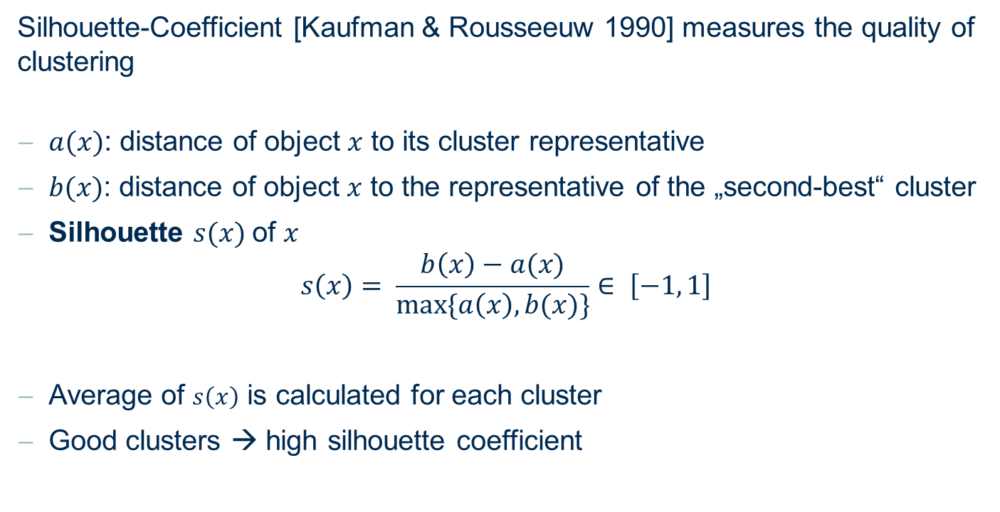 Silhouette-Coefficient [Kaufman & Rousseeuw 1990] measures the quality of
clustering
– a(x): distance of object x to its cluster representative
– b(x): distance of object x to the representative of the „second-best“ cluster
– Silhouette s(x) of x
s(x) = \frac{b(x) − a(x)}{max{a(x), b(x)}} ∈ [−1, 1]
– Average of s(x) is calculated for each cluster
– Good clusters → high silhouette coefficient